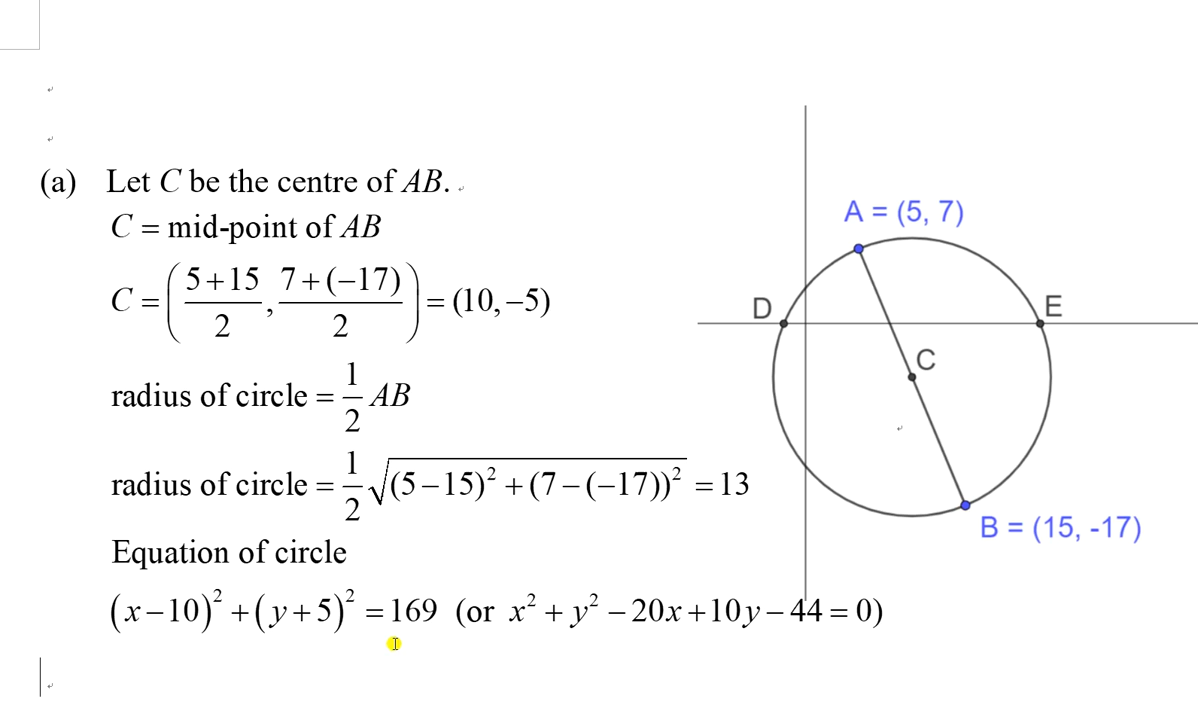 (a) Let C be the centre of AB.
C = mid-point of AB
C = ( (5+15)/2 , (7+(−17))/2 ) = (10, −5)
radius of circle = 1/2 AB
radius of circle = 1/2 √((5−15)² + (7−(−17))²) = 13
Equation of circle
(x−10)² + (y+5)² = 169 (or x² + y² − 20x + 10y − 44 = 0)
A = (5, 7)
D
E
C
B = (15, -17)